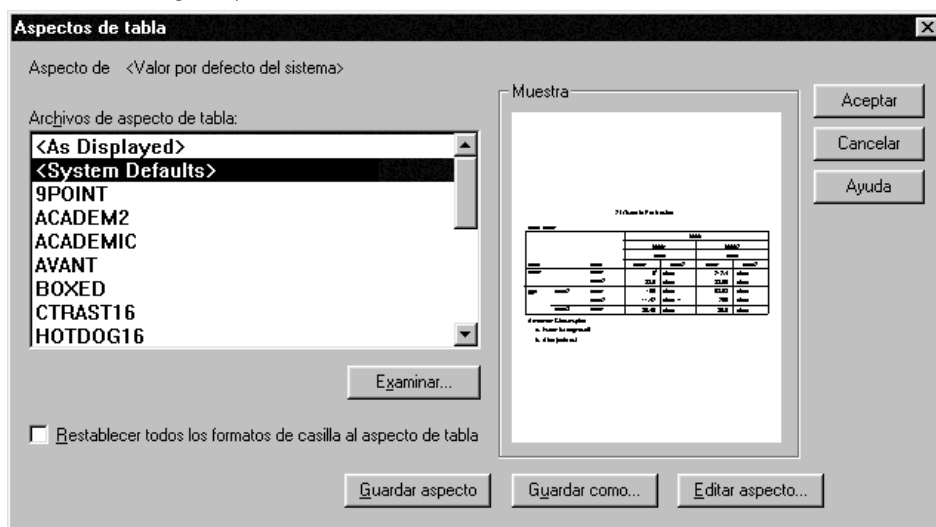 Aspectos de tabla
Aspecto de <Valor por defecto del sistema>
Archivos de aspecto de tabla:
<As Displayed>
<System Defaults>
9POINT
ACADEM2
ACADEMIC
AVANT
BOXED
CTRAST16
HOTDOG16
Examinar...
Restablecer todos los formatos de casilla al aspecto de tabla
Muestra
Aceptar
Cancelar
Ayuda
Guardar aspecto
Guardar como...
Editar aspecto...